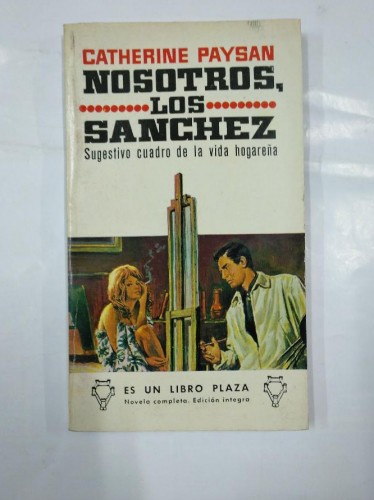 CATHERINE PAYSAN
NOSOTROS,
LOS
SANCHEZ
Sugestivo cuadro de la vida hogareña
ES UN LIBRO PLAZA
Novela completa. Edición íntegra